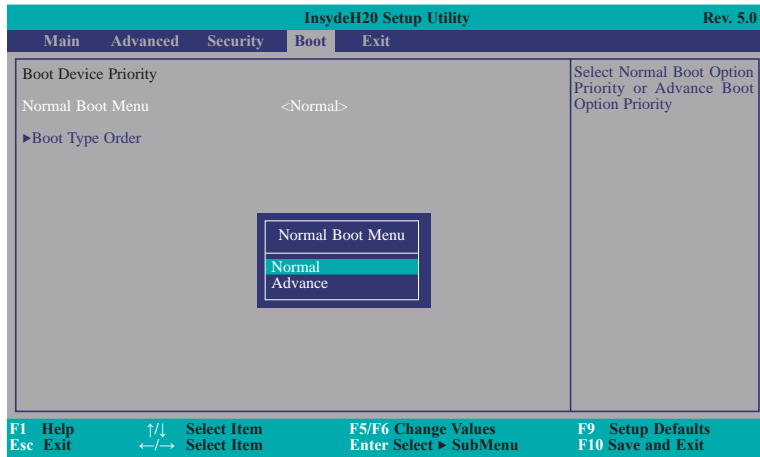 InsydeH20 Setup Utility Rev. 5.0
Main Advanced Security Boot Exit
Boot Device Priority
Normal Boot Menu <Normal>
▶Boot Type Order
Select Normal Boot Option
Priority or Advance Boot
Option Priority
Normal Boot Menu
Normal
Advance
F1 Help ↑/↓ Select Item F5/F6 Change Values F9 Setup Defaults
Esc Exit ←/→ Select Item Enter Select ▶ SubMenu F10 Save and Exit